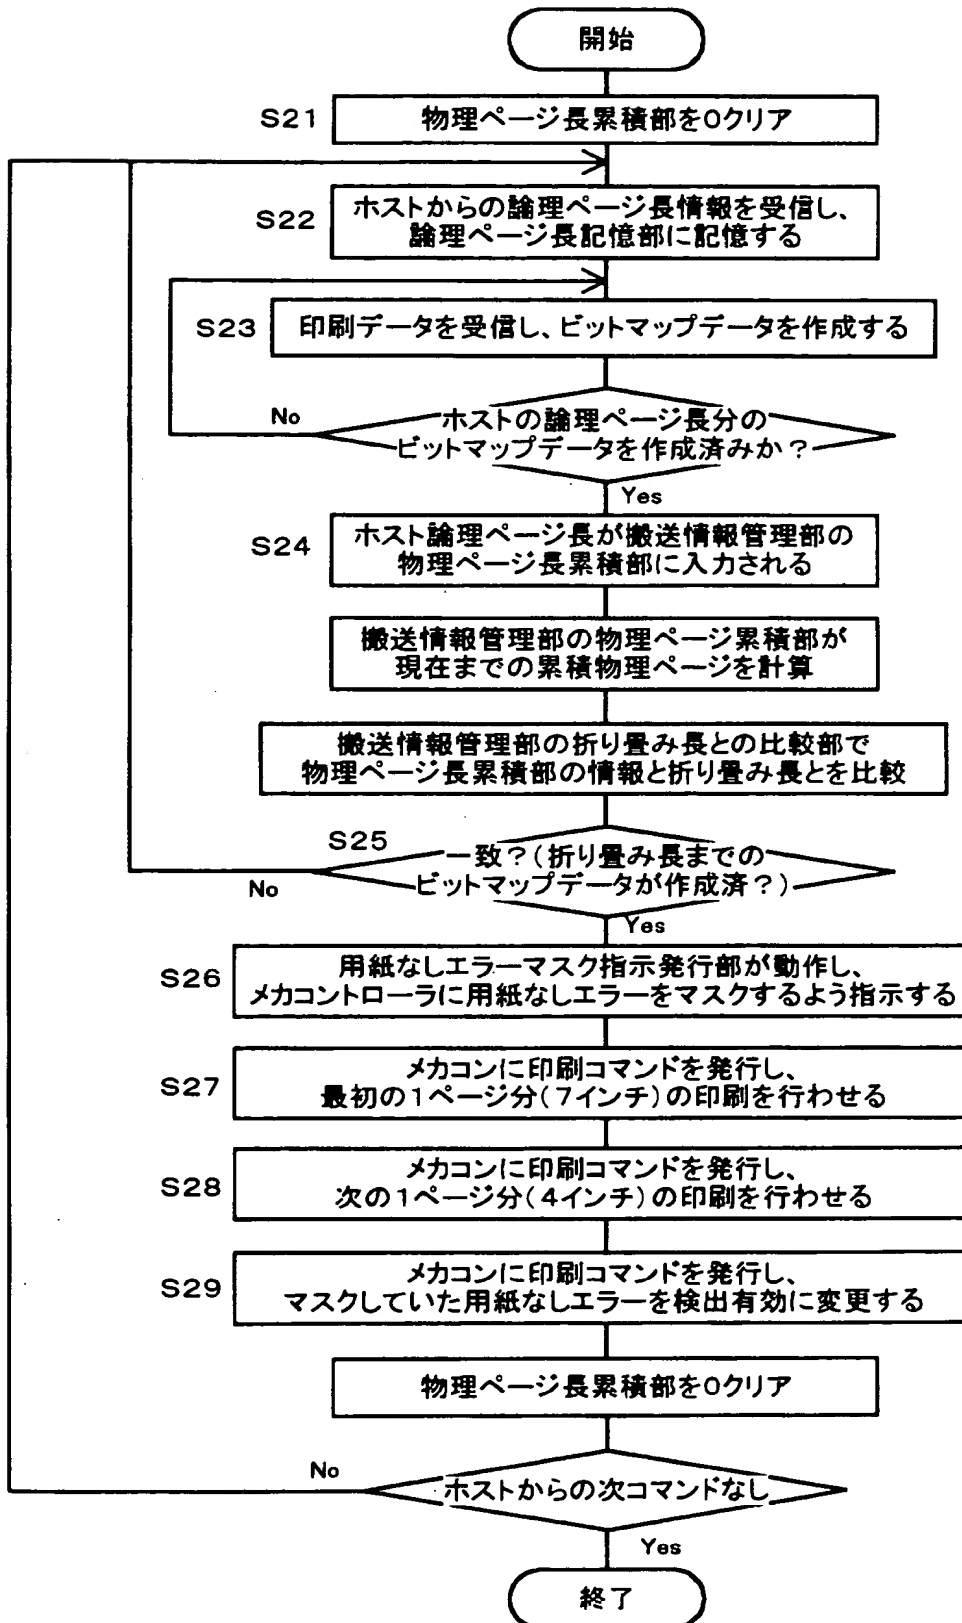 開始
S21
物理ページ長累積部を0クリア
S22
ホストからの論理ページ長情報を受信し、
論理ページ長記憶部に記憶する
S23
印刷データを受信し、ビットマップデータを作成する
No
ホストの論理ページ長分の
ビットマップデータを作成済みか?
Yes
S24
ホスト論理ページ長が搬送情報管理部の
物理ページ長累積部に入力される
搬送情報管理部の物理ページ累積部が
現在までの累積物理ページを計算
搬送情報管理部の折り畳み長との比較部で
物理ページ長累積部の情報と折り畳み長とを比較
S25
一致?(折り畳み長までの
ビットマップデータが作成済?)
No
Yes
S26
用紙なしエラーマスク指示発行部が動作し、
メカコントローラに用紙なしエラーをマスクするよう指示する
S27
メカコンに印刷コマンドを発行し、
最初の1ページ分(7インチ)の印刷を行わせる
S28
メカコンに印刷コマンドを発行し、
次の1ページ分(4インチ)の印刷を行わせる
S29
メカコンに印刷コマンドを発行し、
マスクしていた用紙なしエラーを検出有効に変更する
物理ページ長累積部を0クリア
No
ホストからの次コマンドなし
Yes
終了